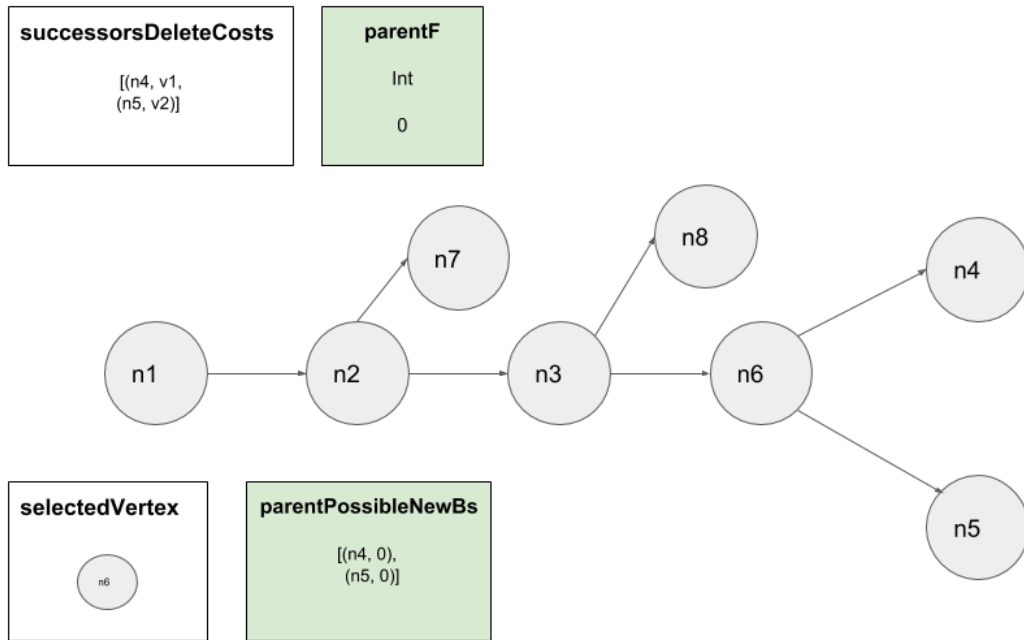 successorsDeleteCosts
[(n4, v1,
(n5, v2)]
parentF
Int
0
n7
n8
n4
n1
n2
n3
n6
n5
selectedVertex
n6
parentPossibleNewBs
[(n4, 0),
(n5, 0)]